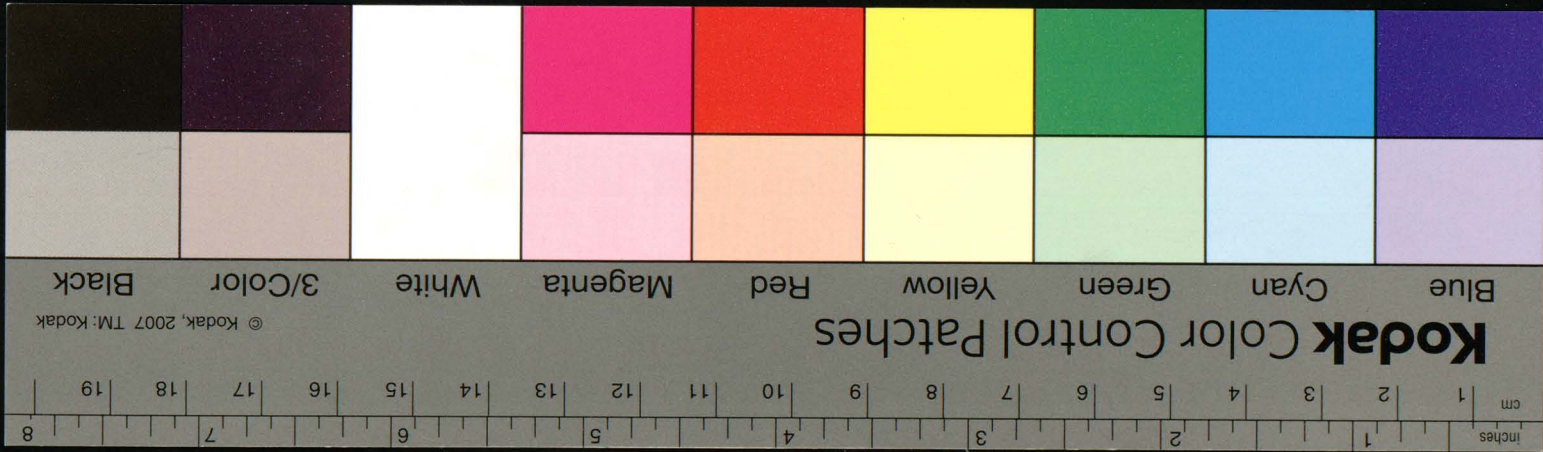 inches 1 2 3 4 5 6 7 8
cm 1 2 3 4 5 6 7 8 9 10 11 12 13 14 15 16 17 18 19
Kodak Color Control Patches
© Kodak, 2007 TM: Kodak
Blue Cyan Green Yellow Red Magenta White 3/Color Black